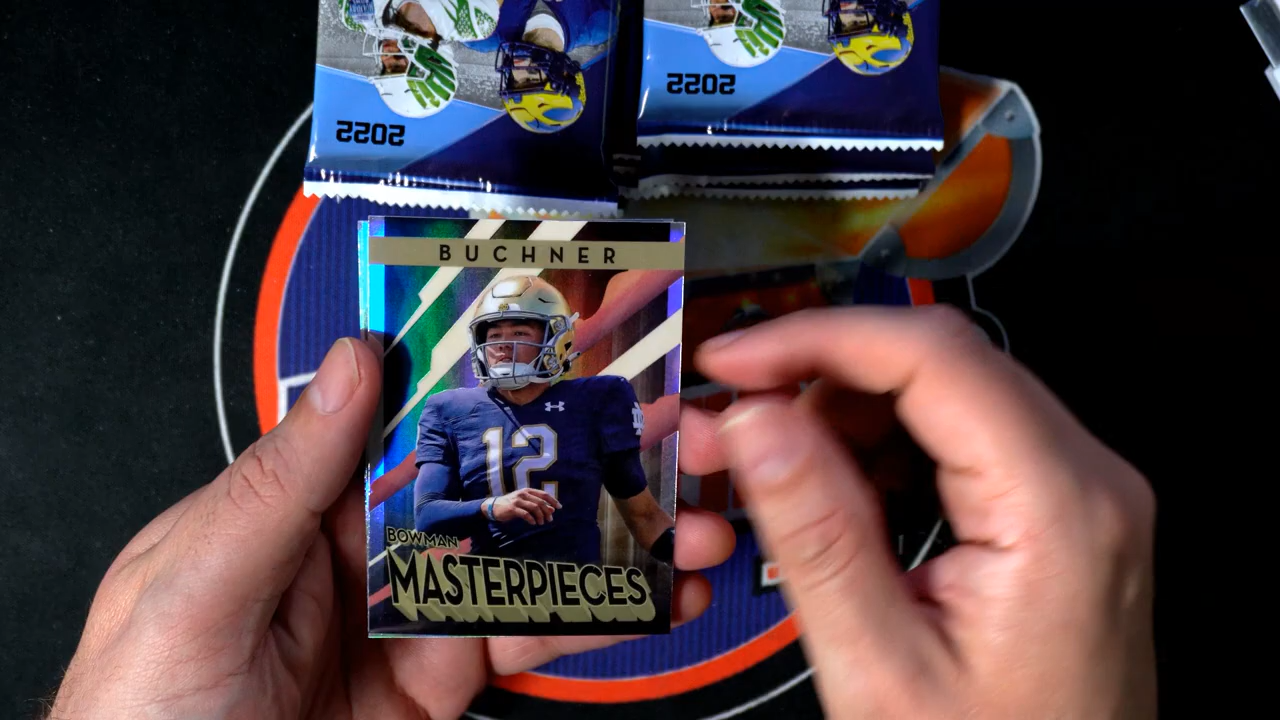 2022
2022
BUCHNER
12
BOWMAN
MASTERPIECES